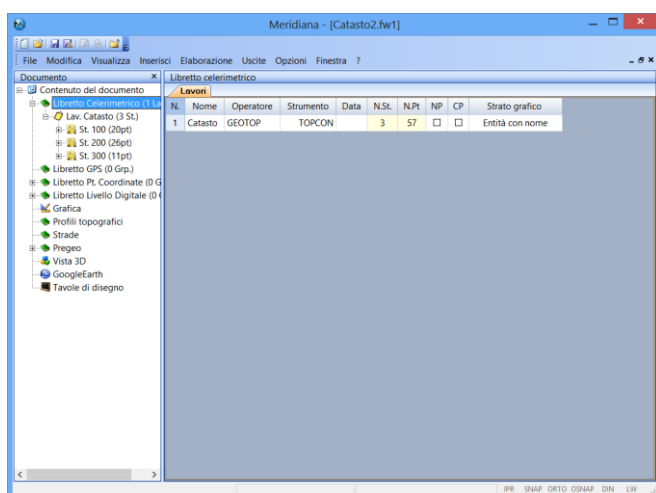 Meridiana - [Catasto2.fw1]
File Modifica Visualizza Inserisci Elaborazione Uscite Opzioni Finestra ?
Documento x
Contenuto del documento
Libretto Celerimetrico (1 La
Lav. Catasto (3 St.)
St. 100 (20pt)
St. 200 (26pt)
St. 300 (11pt)
Libretto GPS (0 Grp.)
Libretto Pt. Coordinate (0 G
Libretto Livello Digitale (0
Grafica
Profili topografici
Strade
Pregeo
Vista 3D
GoogleEarth
Tavole di disegno
Libretto celerimetrico
Lavori
N. Nome Operatore Strumento Data N.St. N.Pt NP CP Strato grafico
1 Catasto GEOTOP TOPCON 3 57 Entità con nome
IPR SNAP ORTO OSNAP DIN LW